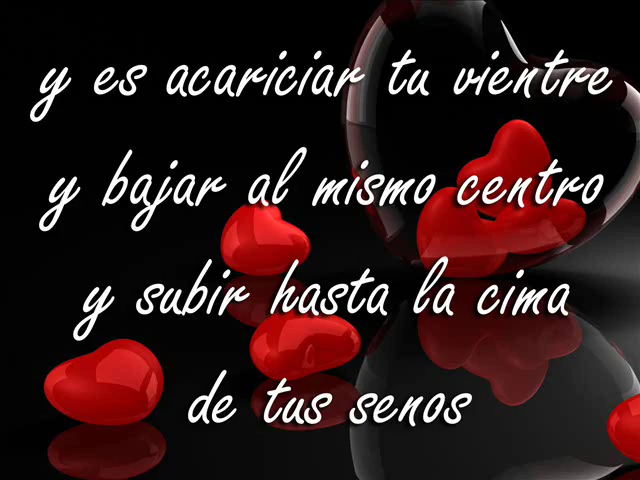 y es acariciar tu vientre
y bajar al mismo centro
y subir hasta la cima
de tus senos